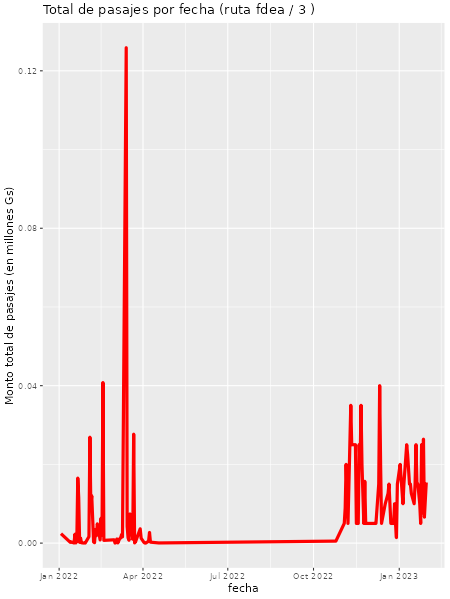 Total de pasajes por fecha (ruta fdea / 3 )
Monto total de pasajes (en millones Gs)
0.12
0.08
0.04
0.00
Jan 2022 Apr 2022 Jul 2022 Oct 2022 Jan 2023
fecha